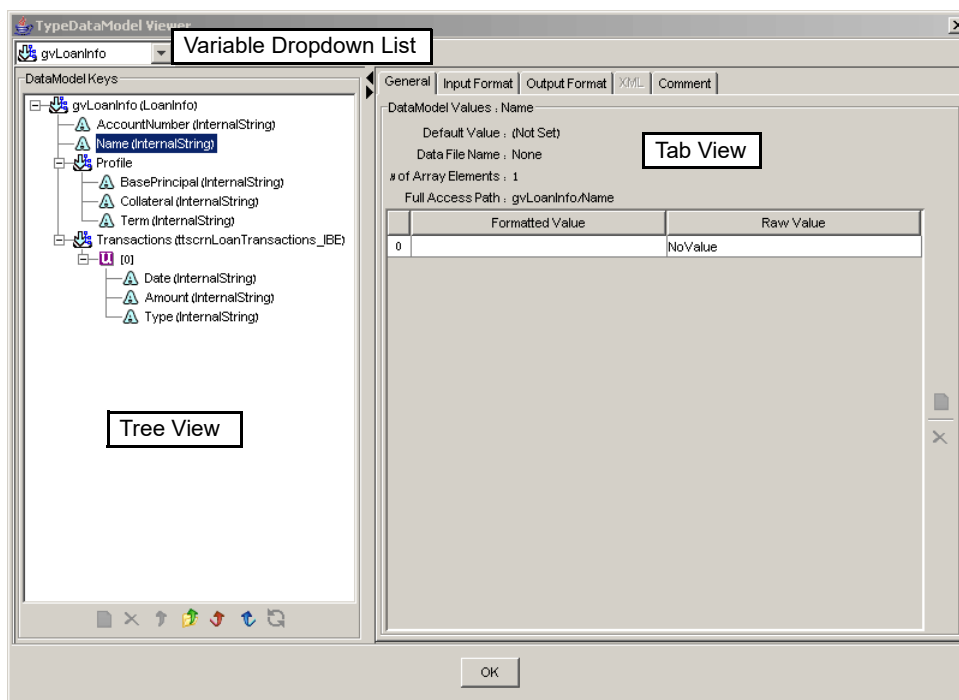 TypeDataModel Viewer
gvLoanInfo
Variable Dropdown List
DataModel Keys
gvLoanInfo (LoanInfo)
AccountNumber (InternalString)
Name (InternalString)
Profile
BasePrincipal (InternalString)
Collateral (InternalString)
Term (InternalString)
Transactions (ttscrnLoanTransactions_IBE)
[0]
Date (InternalString)
Amount (InternalString)
Type (InternalString)
Tree View
General Input Format Output Format XML Comment
DataModel Values : Name
Default Value : (Not Set)
Data File Name : None
# of Array Elements : 1
Full Access Path : gvLoanInfo/Name
Tab View
Formatted Value Raw Value
0 NoValue
OK